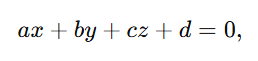 ax + by + cz + d = 0,